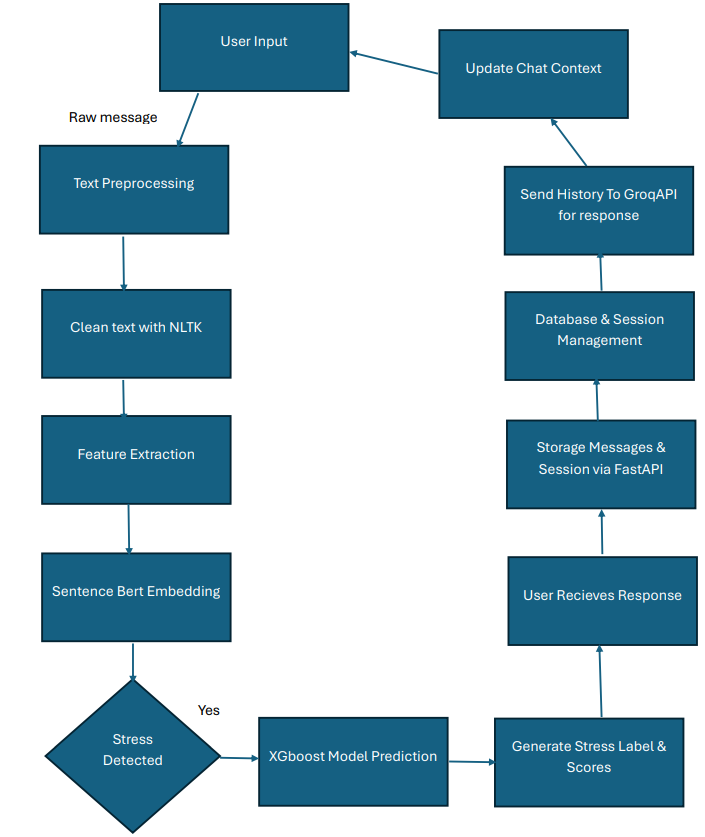 User Input
Update Chat Context
Raw message
Text Preprocessing
Send History To GroqAPI
for response
Clean text with NLTK
Database & Session
Management
Feature Extraction
Storage Messages &
Session via FastAPI
Sentence Bert Embedding
User Recieves Response
Yes
Stress
Detected
XGboost Model Prediction
Generate Stress Label &
Scores